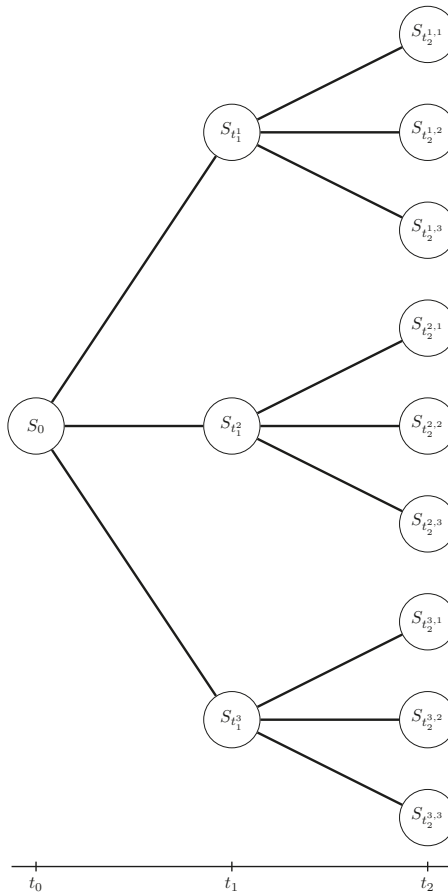 S_{t_2^{1,1}}
S_{t_1^1} S_{t_2^{1,2}}
S_{t_2^{1,3}}
S_{t_2^{2,1}}
S_0 S_{t_1^2} S_{t_2^{2,2}}
S_{t_2^{2,3}}
S_{t_2^{3,1}}
S_{t_1^3} S_{t_2^{3,2}}
S_{t_2^{3,3}}
t_0 t_1 t_2